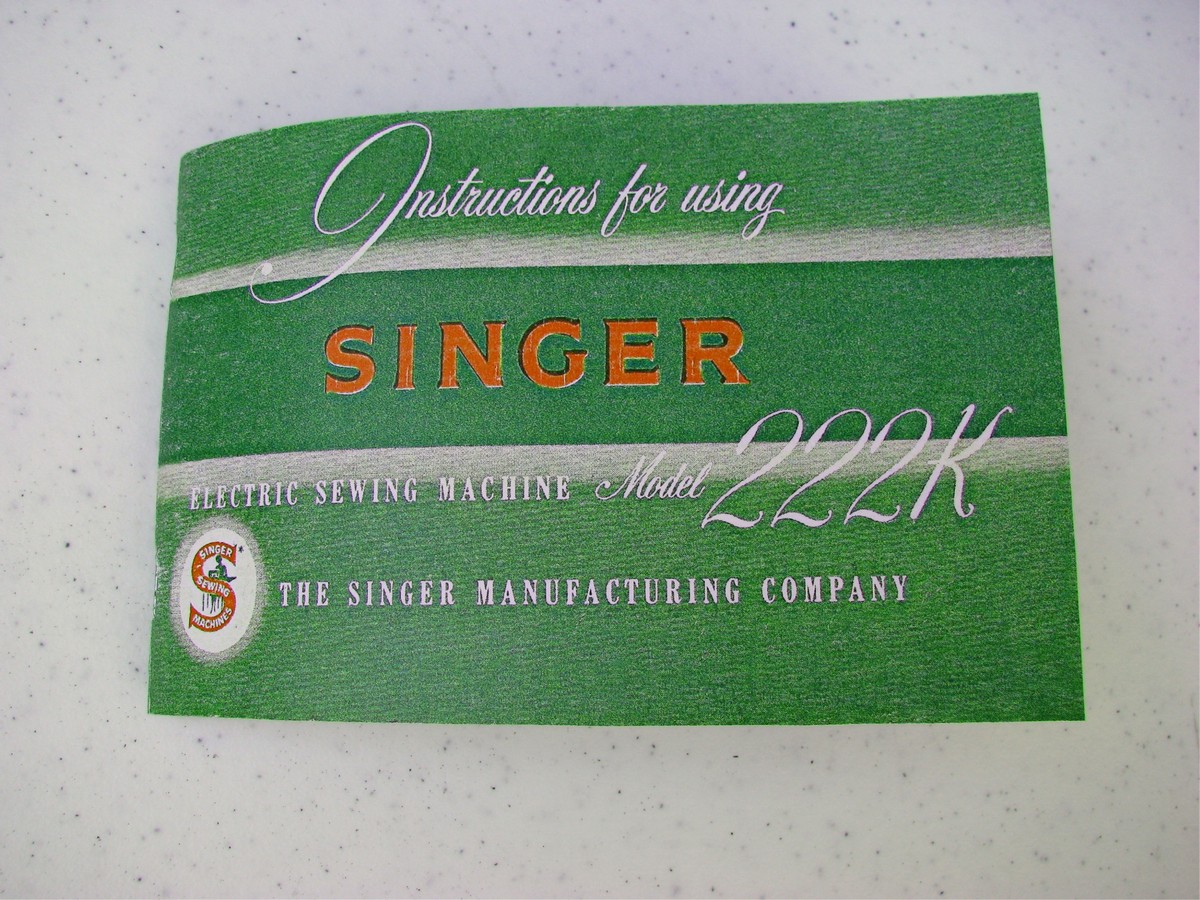 Instructions for using
SINGER
ELECTRIC SEWING MACHINE Model 222K
SINGER
SEWING
MACHINES
THE SINGER MANUFACTURING COMPANY